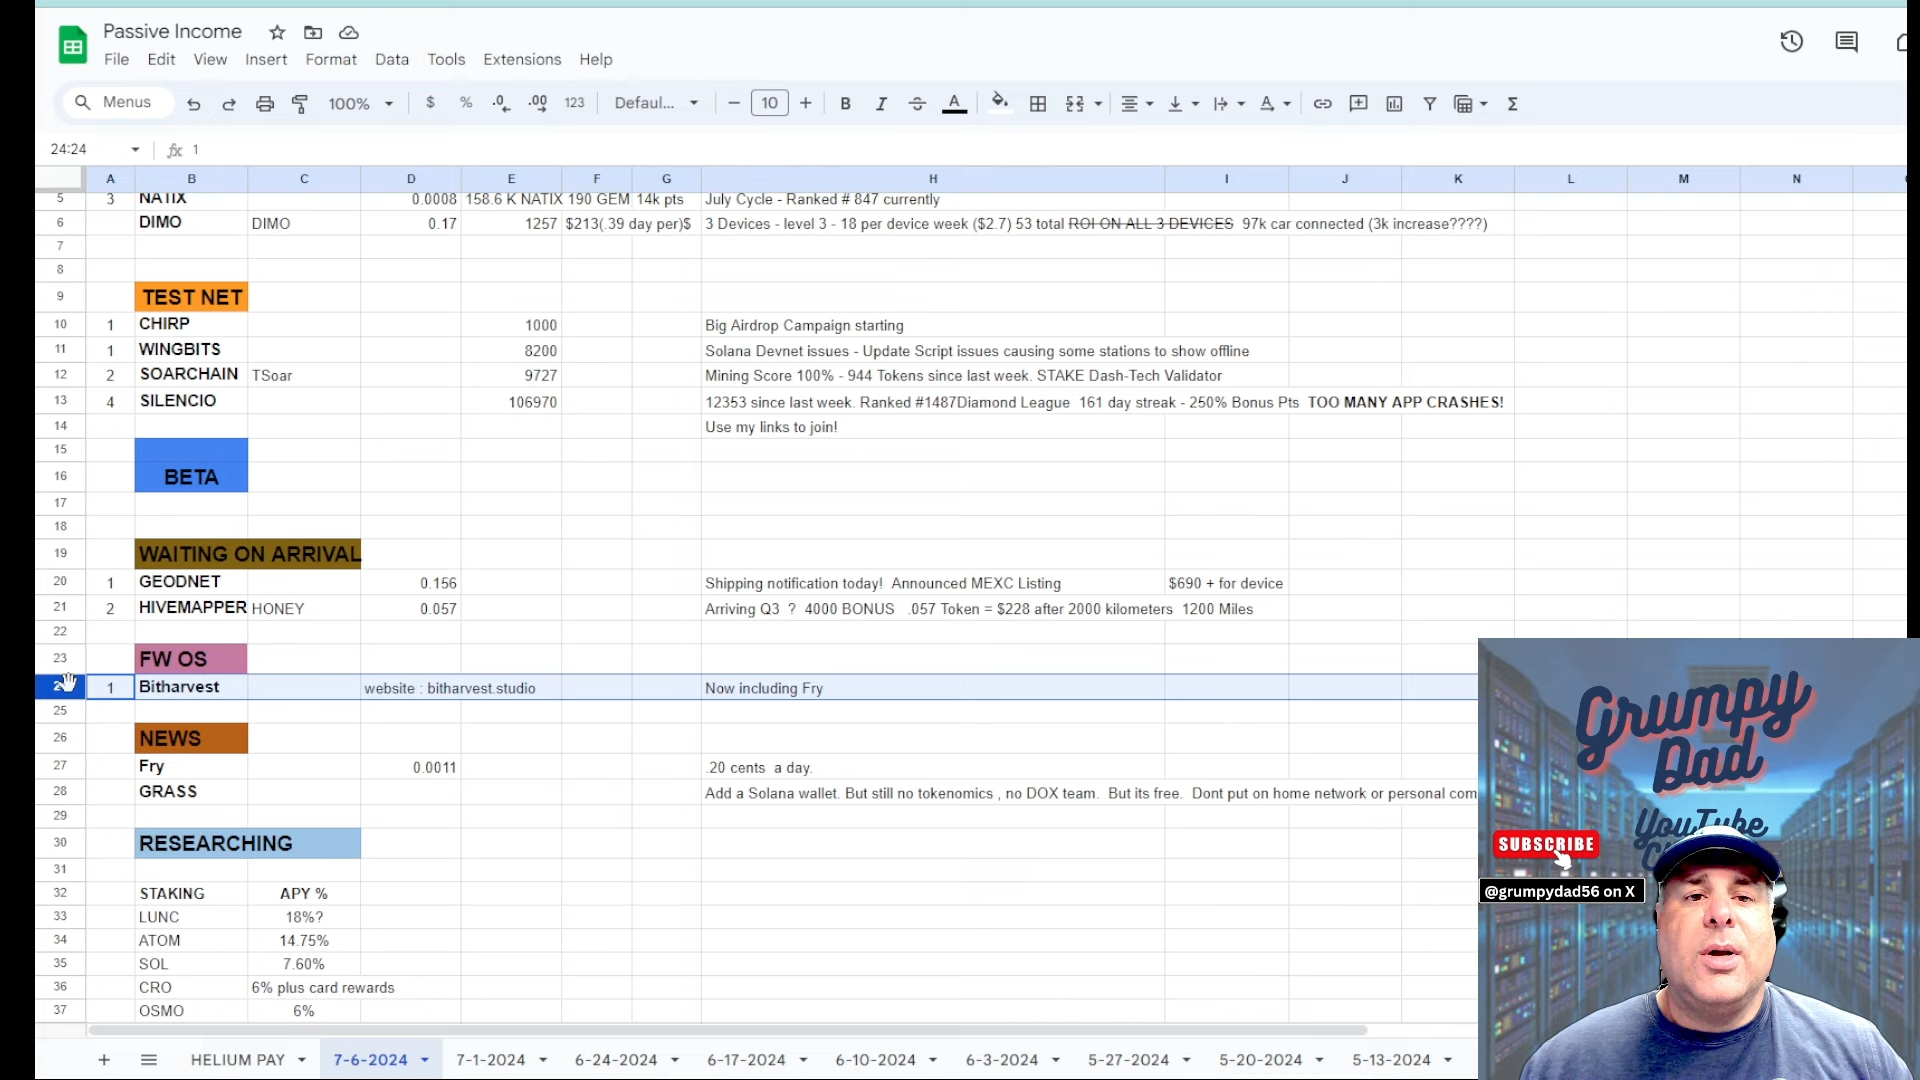 Passive Income
File Edit View Insert Format Data Tools Extensions Help
Menus 100% $ % .0 .00 123 Defaul... 10 B I A
24:24 fx 1
A B C D E F G H I J K L M N
5 3 NATIX 0.0008 158.6 K NATIX 190 GEM 14k pts July Cycle - Ranked # 847 currently
6 DIMO DIMO 0.17 1257 $213(.39 day per)$ 3 Devices - level 3 - 18 per device week ($2.7) 53 total ROI ON ALL 3 DEVICES 97k car connected (3k increase????)
7
8
9 TEST NET
10 1 CHIRP 1000 Big Airdrop Campaign starting
11 1 WINGBITS 8200 Solana Devnet issues - Update Script issues causing some stations to show offline
12 2 SOARCHAIN TSoar 9727 Mining Score 100% - 944 Tokens since last week. STAKE Dash-Tech Validator
13 4 SILENCIO 106970 12353 since last week. Ranked #1487Diamond League 161 day streak - 250% Bonus Pts TOO MANY APP CRASHES!
14 Use my links to join!
15
16 BETA
17
18
19 WAITING ON ARRIVAL
20 1 GEODNET 0.156 Shipping notification today! Announced MEXC Listing $690 + for device
21 2 HIVEMAPPER HONEY 0.057 Arriving Q3 ? 4000 BONUS .057 Token = $228 after 2000 kilometers 1200 Miles
22
23 FW OS
1 Bitharvest website : bitharvest.studio Now including Fry
25
26 NEWS
27 Fry 0.0011 .20 cents a day.
28 GRASS Add a Solana wallet. But still no tokenomics , no DOX team. But its free. Dont put on home network or personal com
29
30 RESEARCHING
31
32 STAKING APY %
33 LUNC 18%?
34 ATOM 14.75%
35 SOL 7.60%
36 CRO 6% plus card rewards
37 OSMO 6%
Grumpy
Dad
YouTube
SUBSCRIBE
@grumpydad56 on X
HELIUM PAY 7-6-2024 7-1-2024 6-24-2024 6-17-2024 6-10-2024 6-3-2024 5-27-2024 5-20-2024 5-13-2024